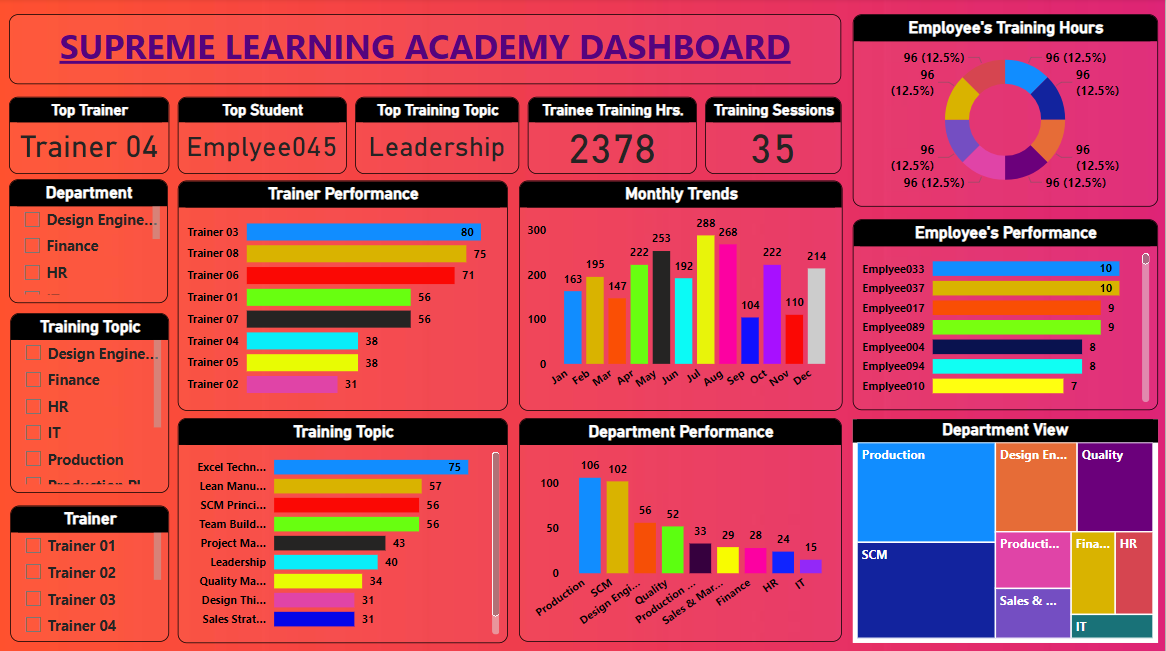 SUPREME LEARNING ACADEMY DASHBOARD
Top Trainer
Trainer 04
Top Student
Emplyee045
Top Training Topic
Leadership
Trainee Training Hrs.
2378
Training Sessions
35
Employee's Training Hours
96 (12.5%)
96 (12.5%)
96
(12.5%)
96
(12.5%)
96
(12.5%)
96
(12.5%)
96 (12.5%)
96 (12.5%)
Department
Design Engine...
Finance
HR
Training Topic
Design Engine...
Finance
HR
IT
Production
Trainer
Trainer 01
Trainer 02
Trainer 03
Trainer 04
Trainer Performance
Trainer 03 80
Trainer 08 75
Trainer 06 71
Trainer 01 56
Trainer 07 56
Trainer 04 38
Trainer 05 38
Trainer 02 31
Monthly Trends
300
200
100
0
163 195 147 222 253 192 288 268 104 222 110 214
Jan Feb Mar Apr May Jun Jul Aug Sep Oct Nov Dec
Employee's Performance
Emplyee033 10
Emplyee037 10
Emplyee017 9
Emplyee089 9
Emplyee004 8
Emplyee094 8
Emplyee010 7
Training Topic
Excel Techn... 75
Lean Manu... 57
SCM Princi... 56
Team Build... 56
Project Ma... 43
Leadership 40
Quality Ma... 34
Design Thi... 31
Sales Strat... 31
Department Performance
100
50
0
106 102 56 52 33 29 28 24 15
Production SCM Design Engi... Quality Production ... Sales & Mar... Finance HR IT
Department View
Production
Design En...
Quality
SCM
Producti...
Fina...
HR
Sales & ...
IT